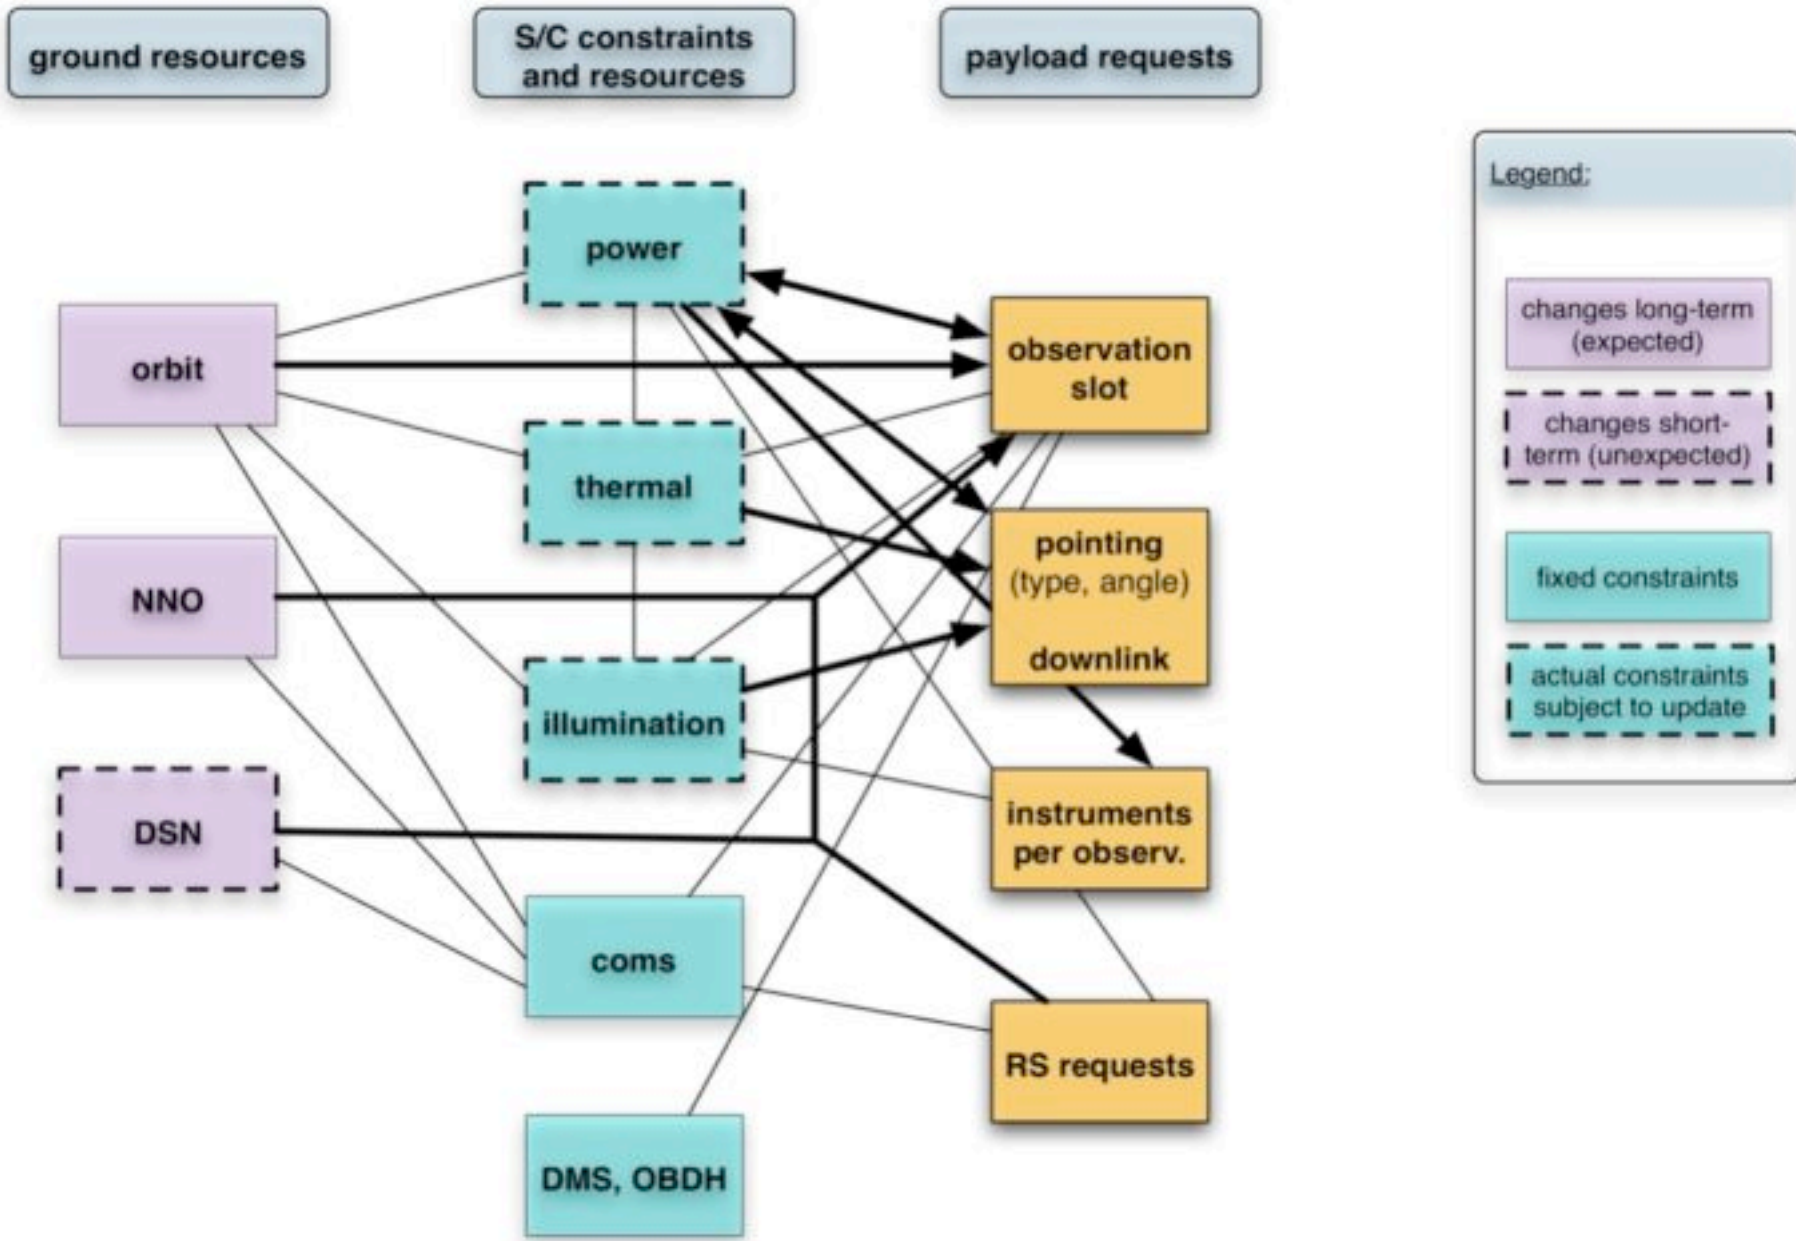 ground resources
S/C constraints
and resources
payload requests
Legend:
power
changes long-term
(expected)
orbit
observation
slot
changes short-
term (unexpected)
thermal
pointing
(type, angle)
downlink
fixed constraints
NNO
actual constraints
subject to update
illumination
DSN
instruments
per observ.
coms
RS requests
DMS, OBDH